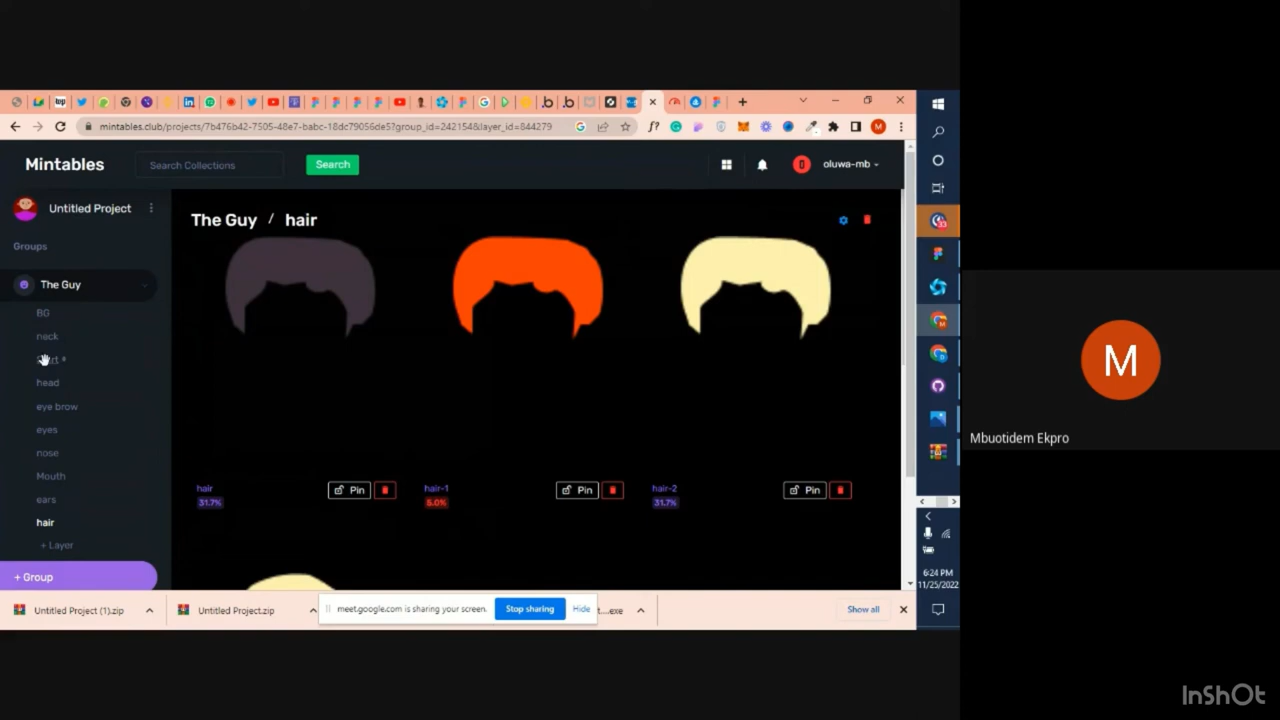 top
mintables.club/projects/7b476b42-7505-48e7-babc-18dc79056de5?group_id=242154&layer_id=844279
M
Mintables
Search Collections
Search
oluwa-mb
Untitled Project
The Guy / hair
Groups
The Guy
BG
neck
head
eye brow
eyes
nose
Mouth
ears
hair
+ Layer
+ Group
hair
31.7%
Pin
hair-1
5.0%
Pin
hair-2
31.7%
Pin
Untitled Project (1).zip
Untitled Project.zip
meet.google.com is sharing your screen.
Stop sharing
Hide
t....exe
Show all
6:24 PM
11/25/2022
M
Mbuotidem Ekpro
InShOt